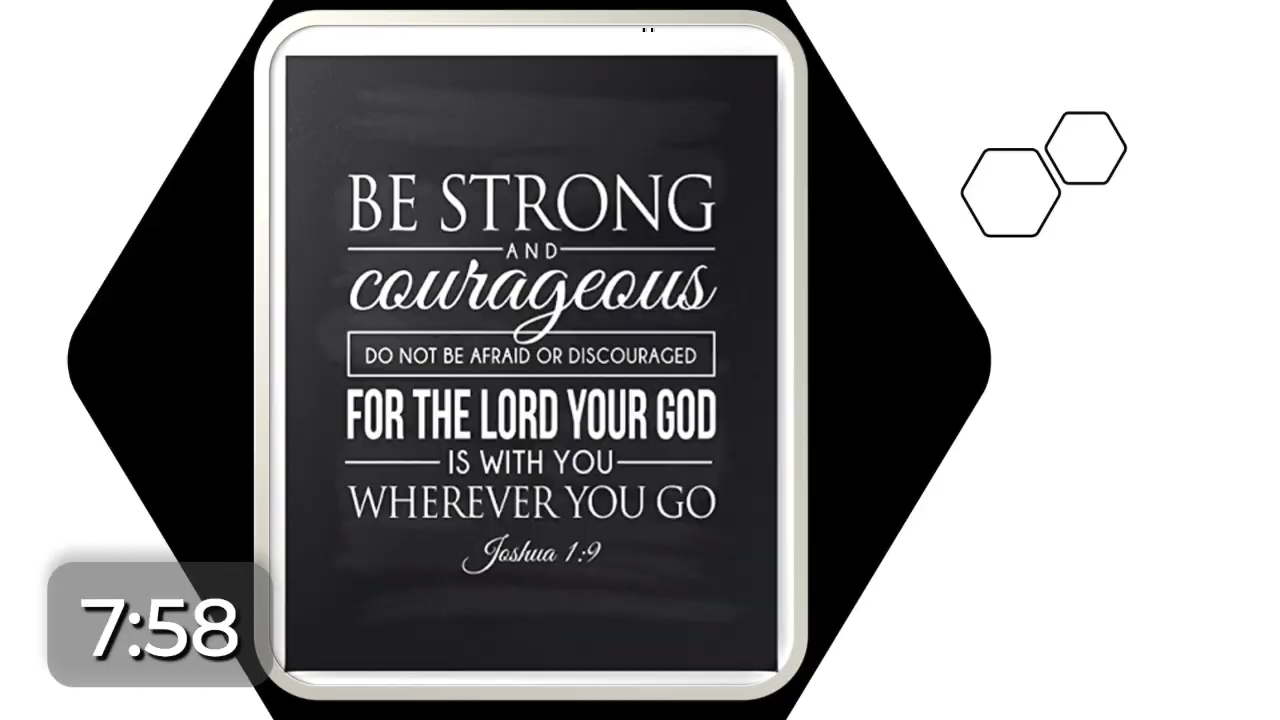 BE STRONG
AND
courageous
DO NOT BE AFRAID OR DISCOURAGED
FOR THE LORD YOUR GOD
IS WITH YOU
WHEREVER YOU GO
Joshua 1:9
7:58